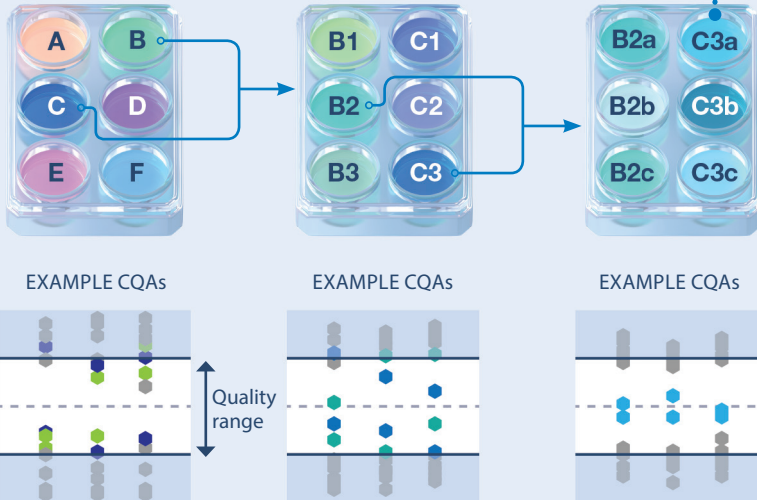 A B
C D
E F
B1 C1
B2 C2
B3 C3
B2a C3a
B2b C3b
B2c C3c
EXAMPLE CQAs
EXAMPLE CQAs
EXAMPLE CQAs
Quality
range